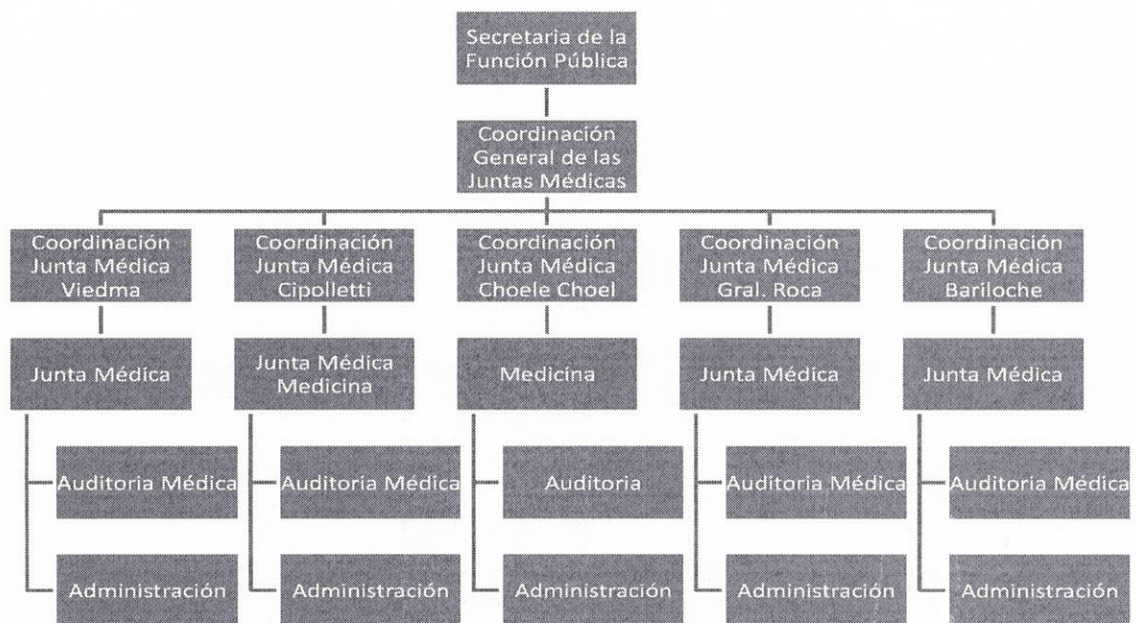 Secretaria de la
Función Pública
Coordinación
General de las
Juntas Médicas
Coordinación
Junta Médica
Viedma
Coordinación
Junta Médica
Cipolletti
Coordinación
Junta Médica
Choele Choel
Coordinación
Junta Médica
Gral. Roca
Coordinación
Junta Médica
Bariloche
Junta Médica
Junta Médica
Medicina
Medicina
Junta Médica
Junta Médica
Auditoria Médica
Auditoria Médica
Auditoria
Auditoria Médica
Auditoria Médica
Administración
Administración
Administración
Administración
Administración